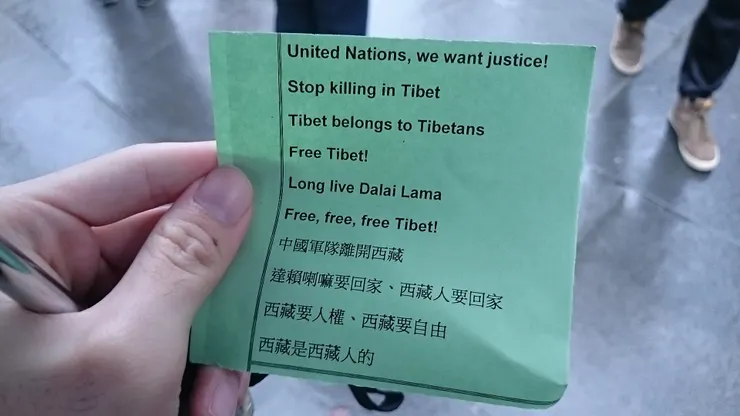 United Nations, we want justice!
Stop killing in Tibet
Tibet belongs to Tibetans
Free Tibet!
Long live Dalai Lama
Free, free, free Tibet!
中國軍隊離開西藏
達賴喇嘛要回家、西藏人要回家
西藏要人權、西藏要自由
西藏是西藏人的